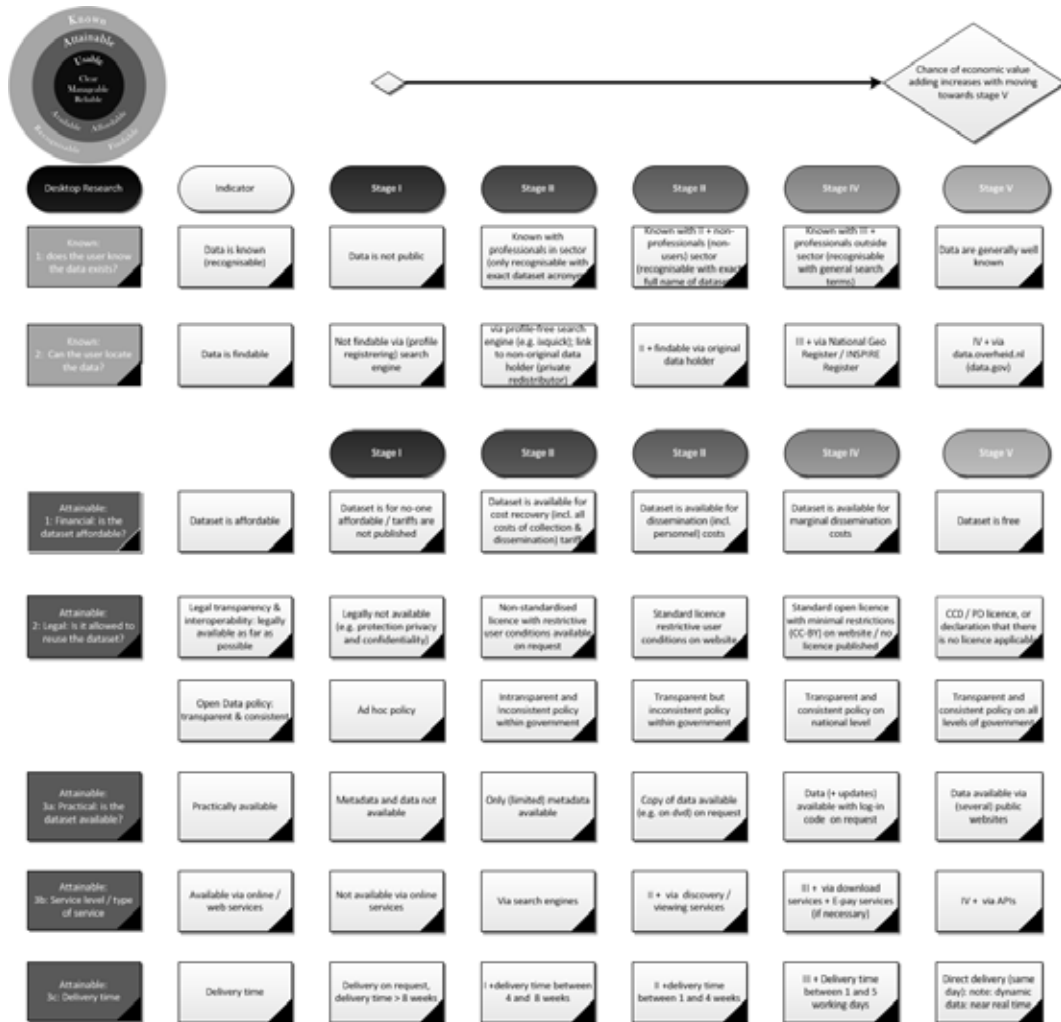 Known
Attainable
Usable
Clear
Manageable
Reliable
Available Affordable
Recognisable Findable
Chance of economic value
adding increases with moving
towards stage V
Desktop Research
Indicator
Stage I
Stage II
Stage II
Stage IV
Stage V
Known:
1: does the user know
the data exists?
Data is known
(recognisable)
Data is not public
Known with
professionals in sector
(only recognisable with
exact dataset acronym
Known with II + non-
professionals (non-
users) sector
(recognisable with exact
full name of dataset
Known with III +
professionals outside
sector (recognisable
with general search
terms)
Data are generally well
known
Known:
2: Can the user locate
the data?
Data is findable
Not findable via (profile
registrering) search
engine
via profile-free search
engine (e.g. ixquick); link
to non-original data
holder (private
redistributor)
II + findable via original
data holder
III + via National Geo
Register / INSPIRE
Register
IV + via
data.overheid.nl
(data.gov)
Stage I
Stage II
Stage II
Stage IV
Stage V
Attainable:
1: Financial: is the
dataset affordable?
Dataset is affordable
Dataset is for no-one
affordable / tariffs are
not published
Dataset is available for
cost recovery (incl. all
costs of collection &
dissemination) tariff
Dataset is available for
dissemination (incl.
personnel) costs
Dataset is available for
marginal dissemination
costs
Dataset is free
Attainable:
2: Legal: Is it allowed to
reuse the dataset?
Legal transparency &
interoperability: legally
available as far as
possible
Legally not available
(e.g. protection privacy
and confidentiality)
Non-standardised
licence with restrictive
user conditions available
on request
Standard licence
restrictive user
conditions on website
Standard open licence
with minimal restrictions
(CC-BY) on website / no
licence published
CC0 / PD licence, or
declaration that there
is no licence applicable
Open Data policy:
transparent & consistent
Ad hoc policy
Intransparent and
Inconsistent policy
within government
Transparent but
inconsistent policy
within government
Transparent and
consistent policy on
national level
Transparent and
consistent policy on all
levels of government
Attainable:
3a: Practical: is the
dataset available?
Practically available
Metadata and data not
available
Only (limited) metadata
available
Copy of data available
(e.g. on dvd) on request
Data (+ updates)
available with log-in
code on request
Data available via
(several) public
websites
Attainable:
3b: Service level / type
of service
Available via online /
web services
Not available via online
services
Via search engines
II + via discovery /
viewing services
III + via download
services + E-pay services
(if necessary)
IV + via APIs
Attainable:
3c: Delivery time
Delivery time
Delivery on request,
delivery time > 8 weeks
I +delivery time between
4 and 8 weeks
II +delivery time
between 1 and 4 weeks
III + Delivery time
between 1 and 5
working days
Direct delivery (same
day): note: dynamic
data: near real time